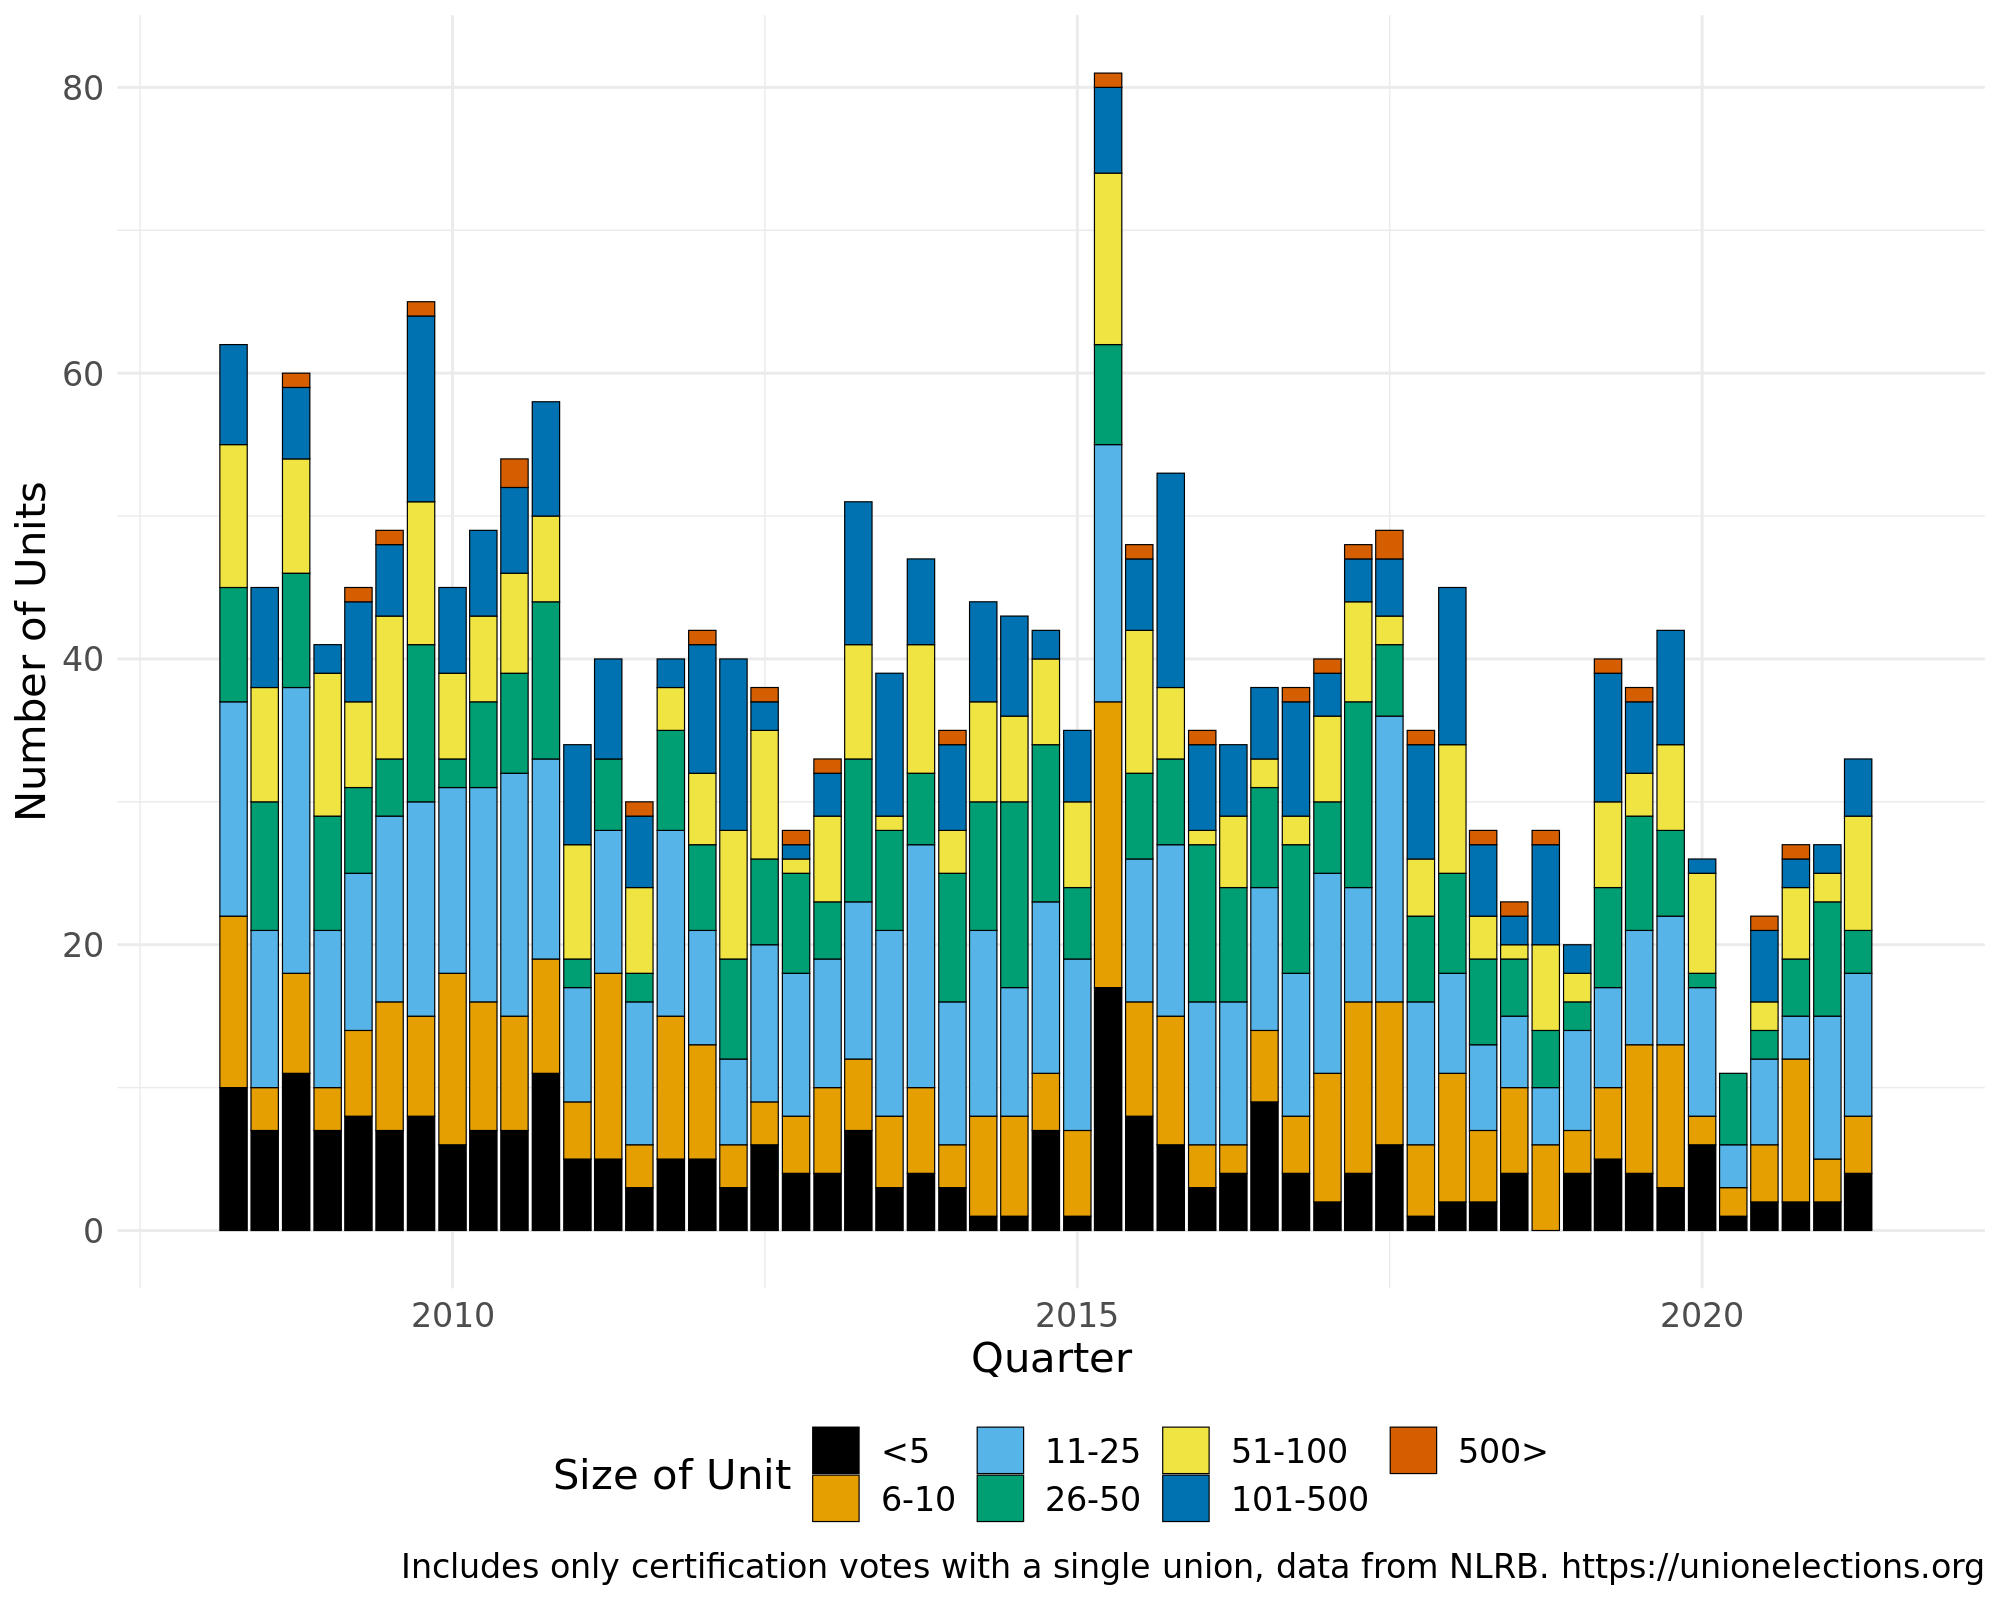 80
60
40
20
0
Number of Units
2010 2015 2020
Quarter
Size of Unit
<5 11-25 51-100 500>
6-10 26-50 101-500
Includes only certification votes with a single union, data from NLRB. https://unionelections.org